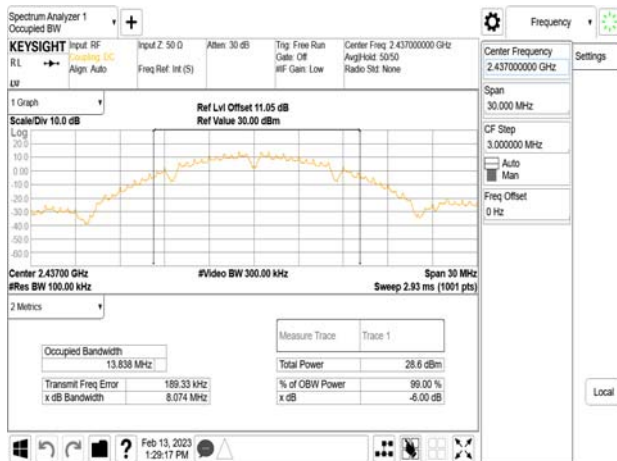 Spectrum Analyzer 1
Occupied BW
Frequency
KEYSIGHT
Input: RF
Coupling: DC
Align: Auto
Input Z: 50 Ω
Freq Ref: Int (S)
Atten: 30 dB
Trig: Free Run
Gate: Off
#IF Gain: Low
Center Freq: 2.437000000 GHz
Avg|Hold: 50/50
Radio Std: None
RL
LM
1 Graph
Scale/Div 10.0 dB
Ref Lvl Offset 11.05 dB
Ref Value 30.00 dBm
Log
20.0
10.0
0.00
-10.0
-20.0
-30.0
-40.0
-50.0
-60.0
Center 2.43700 GHz
#Res BW 100.00 kHz
#Video BW 300.00 kHz
Span 30 MHz
Sweep 2.93 ms (1001 pts)
2 Metrics
Occupied Bandwidth
13.838 MHz
Transmit Freq Error 189.33 kHz
x dB Bandwidth 8.074 MHz
Measure Trace Trace 1
Total Power 28.6 dBm
% of OBW Power 99.00 %
x dB -6.00 dB
Center Frequency
2.437000000 GHz
Settings
Span
30.000 MHz
CF Step
3.000000 MHz
Auto
Man
Freq Offset
0 Hz
Local
?
Feb 13, 2023
1:29:17 PM